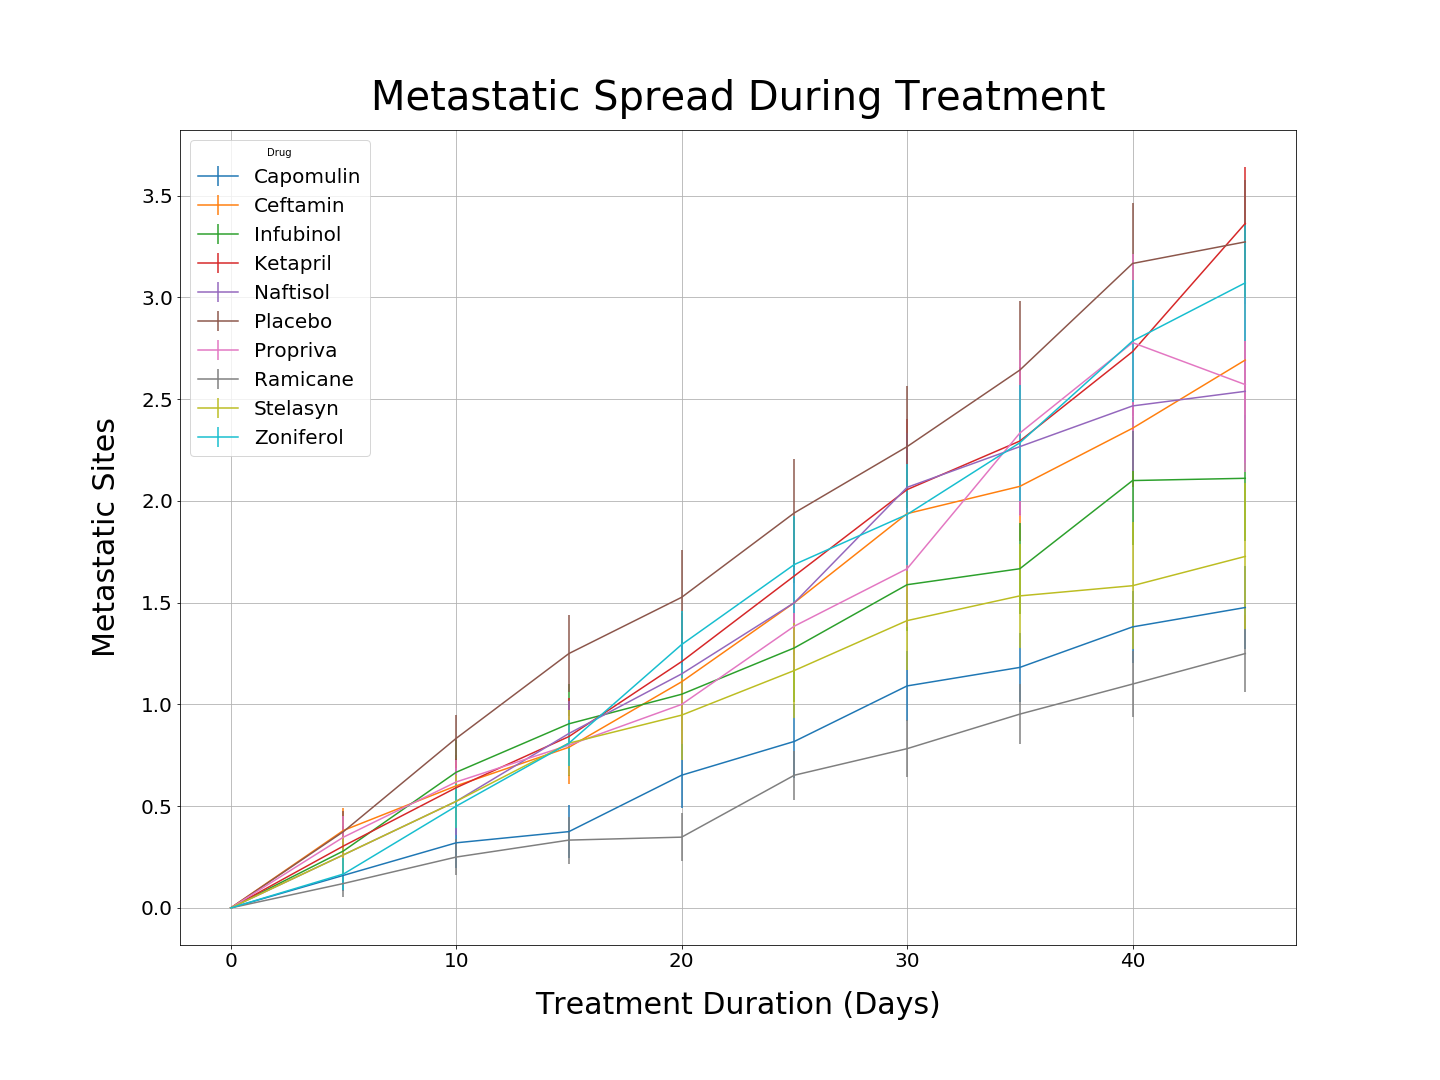 Metastatic Spread During Treatment
Drug
Capomulin
Ceftamin
Infubinol
Ketapril
Naftisol
Placebo
Propriva
Ramicane
Stelasyn
Zoniferol
Metastatic Sites
3.5
3.0
2.5
2.0
1.5
1.0
0.5
0.0
0 10 20 30 40
Treatment Duration (Days)